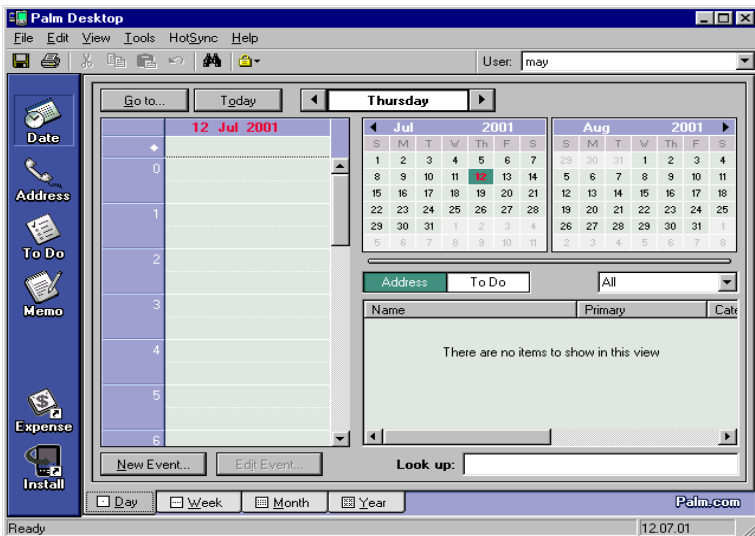 Palm Desktop
File Edit View Tools HotSync Help
User: may
Date
Address
To Do
Memo
Expense
Install
Go to... Today Thursday
12 Jul 2001
0
1
2
3
4
5
6
Jul 2001
S M T W Th F S
1 2 3 4 5 6 7
8 9 10 11 12 13 14
15 16 17 18 19 20 21
22 23 24 25 26 27 28
29 30 31 1 2 3 4
5 6 7 8 9 10 11
Aug 2001
S M T W Th F S
29 30 31 1 2 3 4
5 6 7 8 9 10 11
12 13 14 15 16 17 18
19 20 21 22 23 24 25
26 27 28 29 30 31 1
2 3 4 5 6 7 8
Address To Do All
Name Primary Cate
There are no items to show in this view
New Event... Edit Event... Look up:
Day Week Month Year Palm.com
Ready 12.07.01